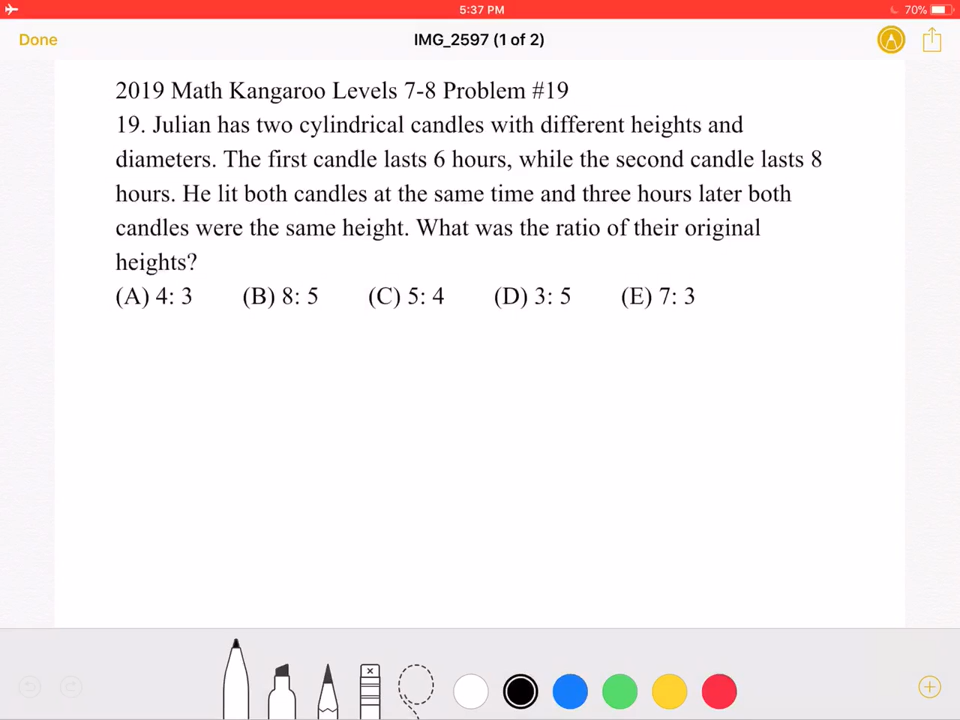 5:37 PM
70%
Done
IMG_2597 (1 of 2)
2019 Math Kangaroo Levels 7-8 Problem #19
19. Julian has two cylindrical candles with different heights and
diameters. The first candle lasts 6 hours, while the second candle lasts 8
hours. He lit both candles at the same time and three hours later both
candles were the same height. What was the ratio of their original
heights?
(A) 4: 3 (B) 8: 5 (C) 5: 4 (D) 3: 5 (E) 7: 3